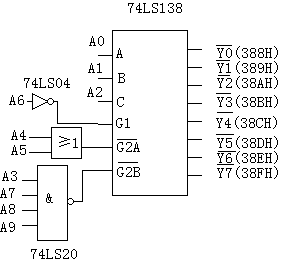 74LS138
A0
A
Y0(388H)
A1
Y1(389H)
B
Y2(38AH)
74LS04
A2
C
Y3(38BH)
A6
G1
Y4(38CH)
A4
≥1
G2A
Y5(38DH)
A5
Y6(38EH)
A3
G2B
Y7(38FH)
A7
&
A8
A9
74LS20